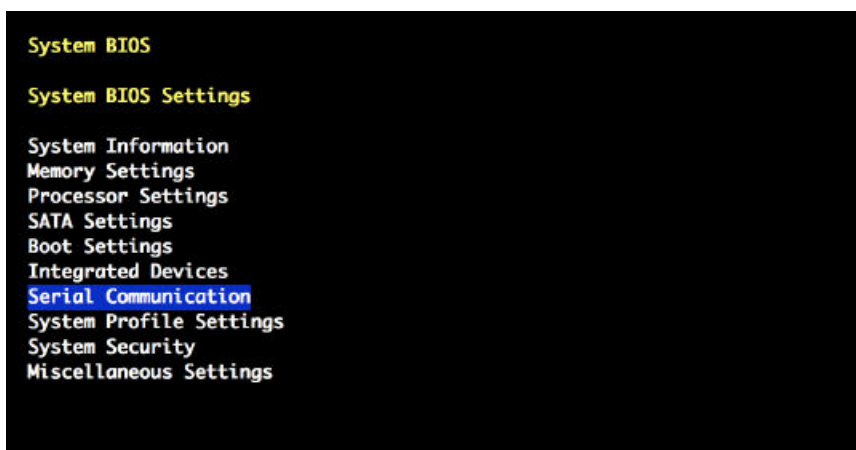 System BIOS
System BIOS Settings
System Information
Memory Settings
Processor Settings
SATA Settings
Boot Settings
Integrated Devices
Serial Communication
System Profile Settings
System Security
Miscellaneous Settings